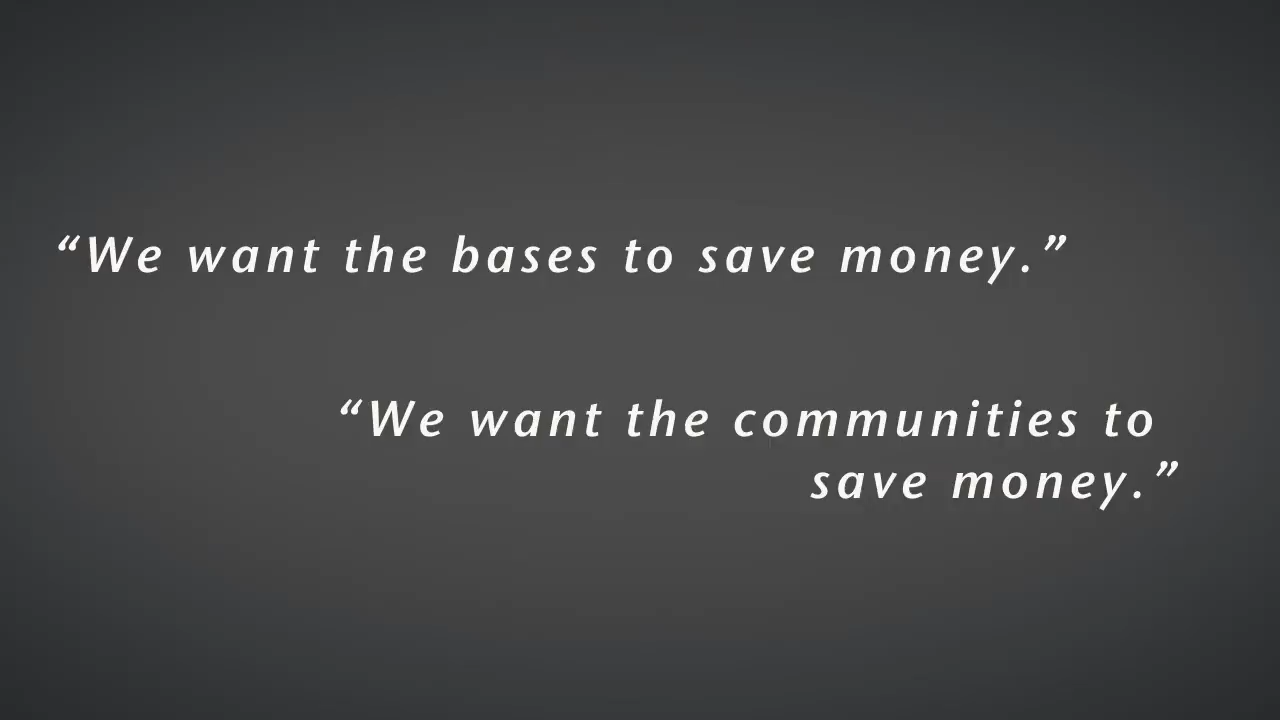 “We want the bases to save money.”
“We want the communities to
save money.”